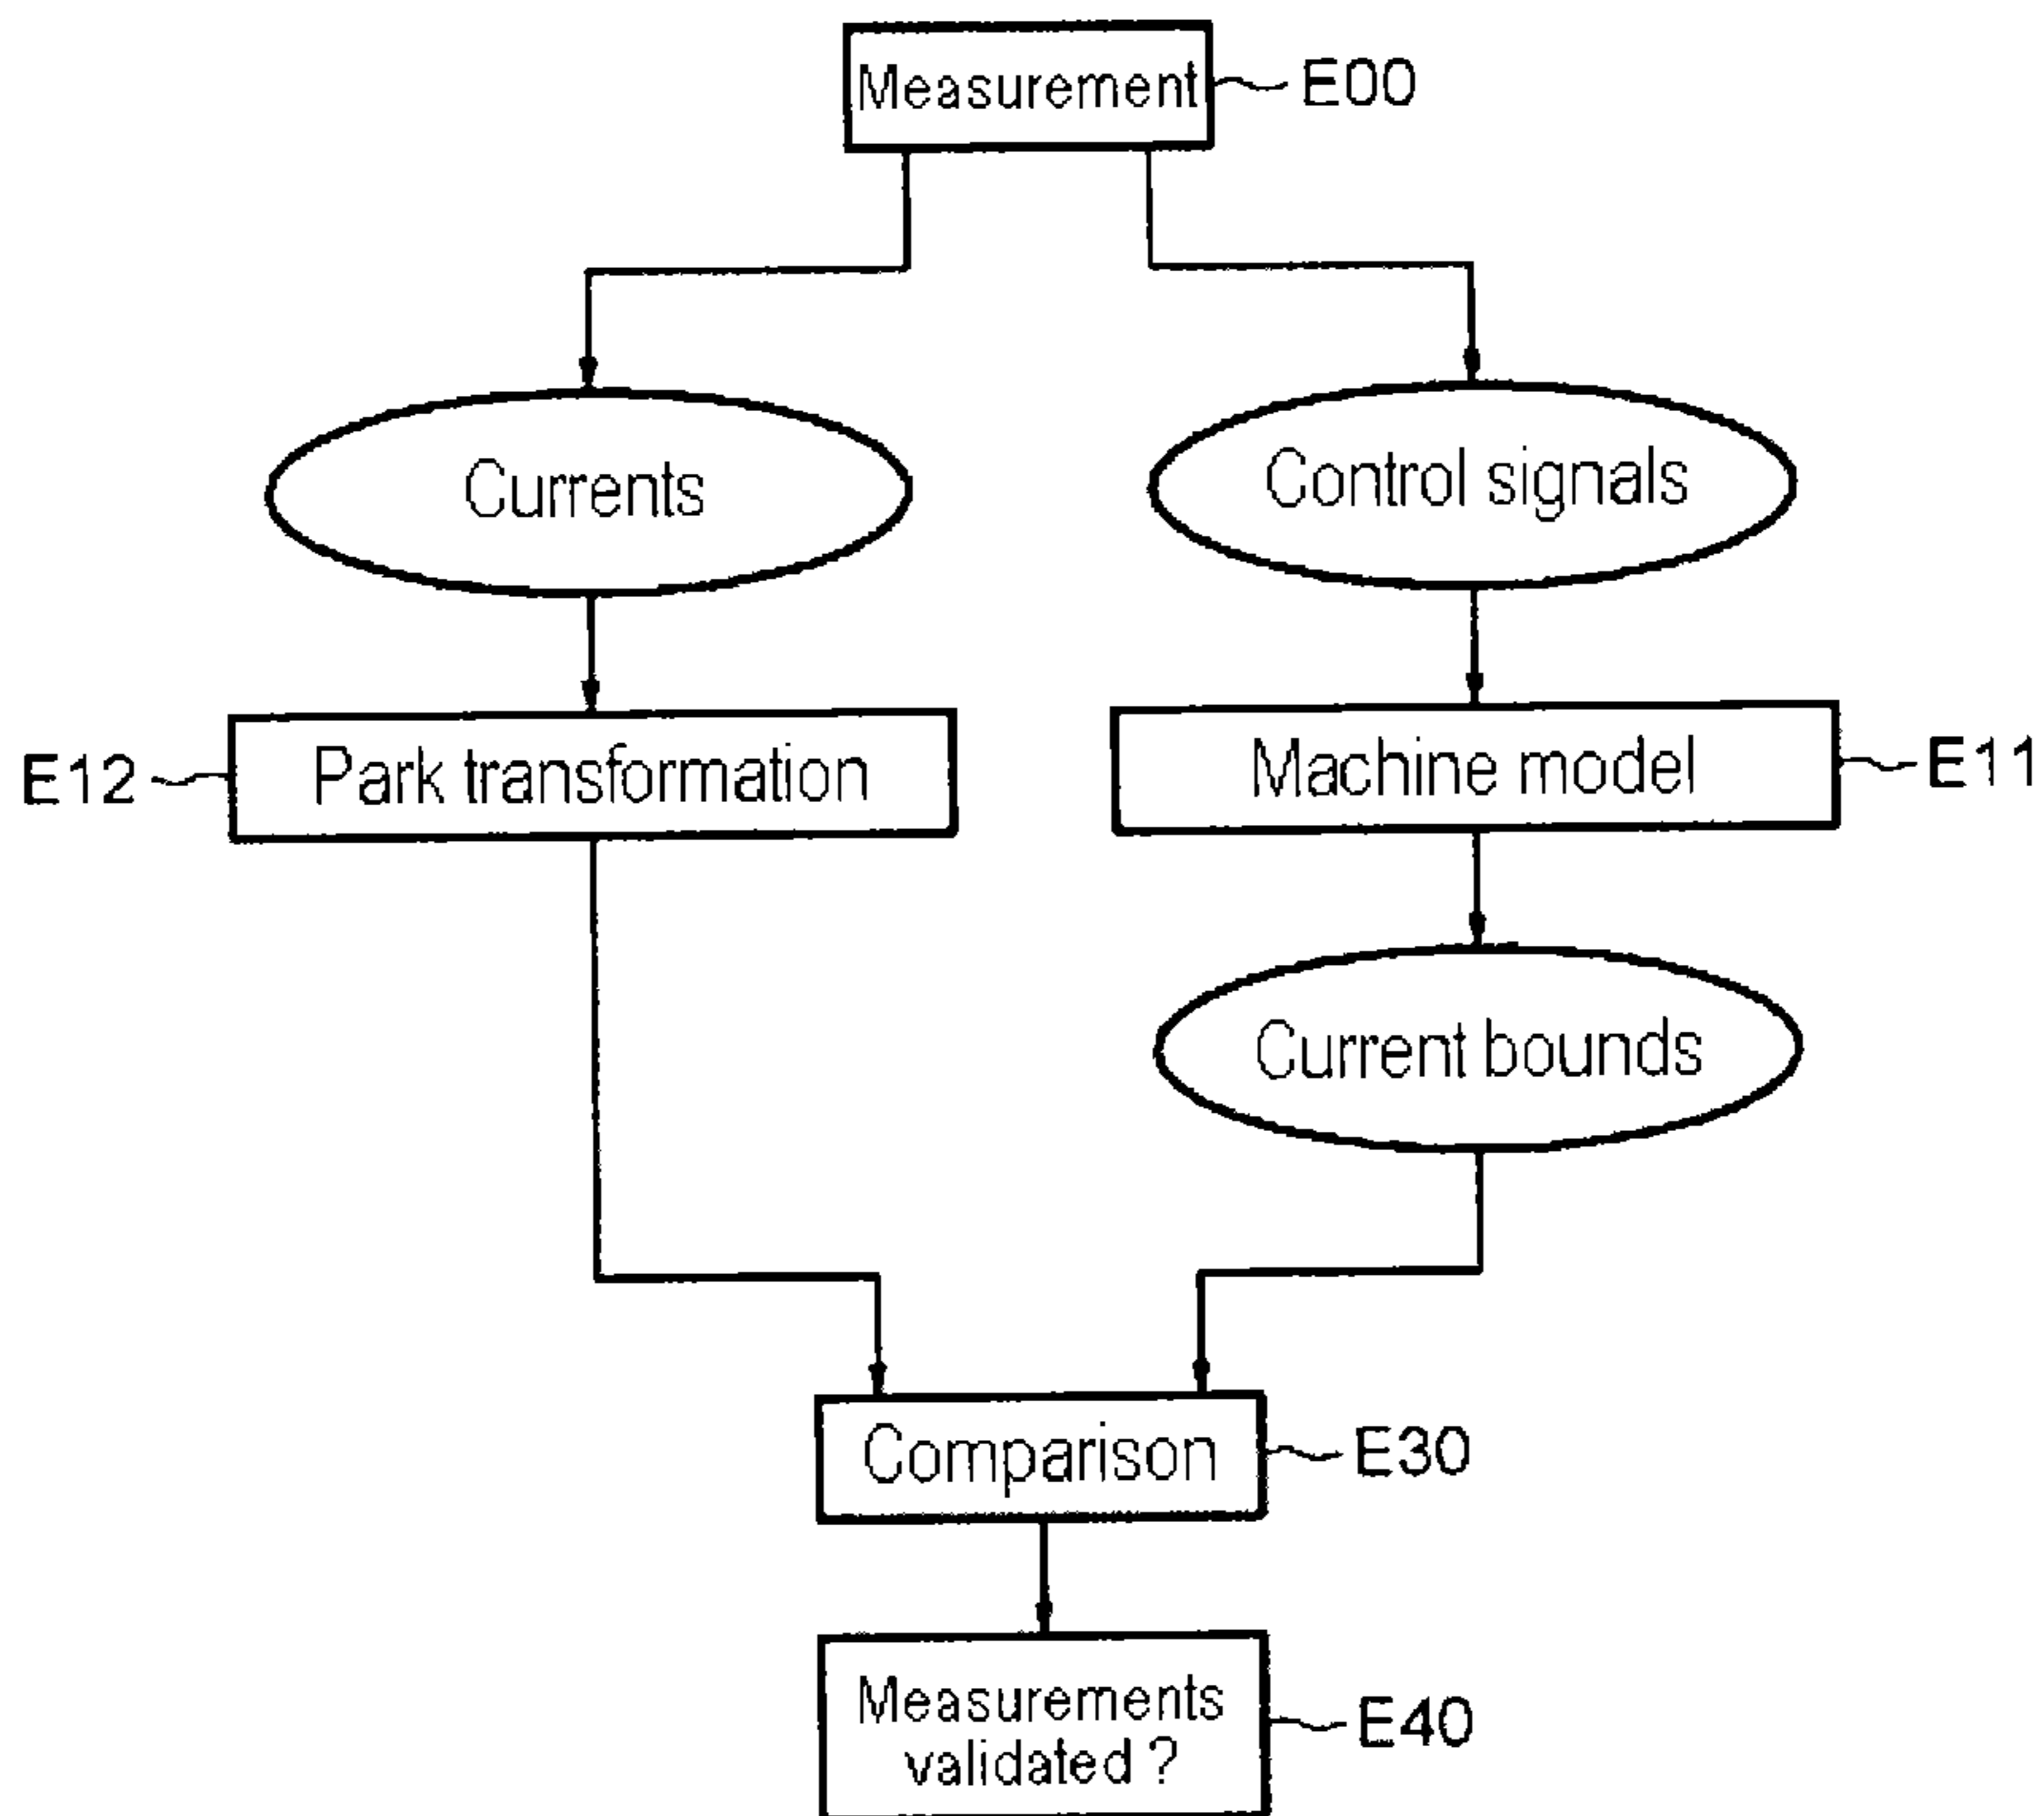 Measurement
E00
Currents
Control signals
E12
Park transformation
Machine model
E11
Current bounds
Comparison
E30
Measurements
validated ?
E40